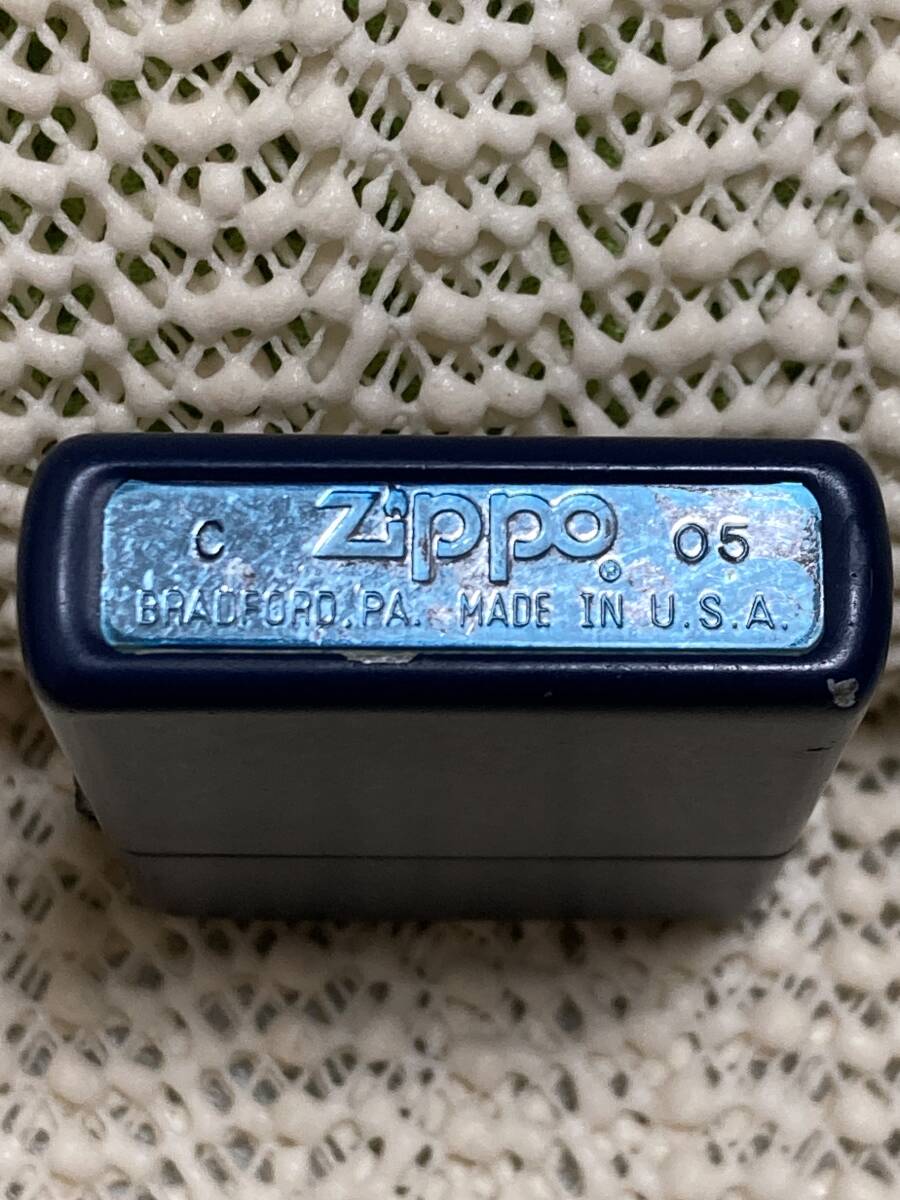 C Zippo ® 05
BRADFORD, PA. MADE IN U.S.A.